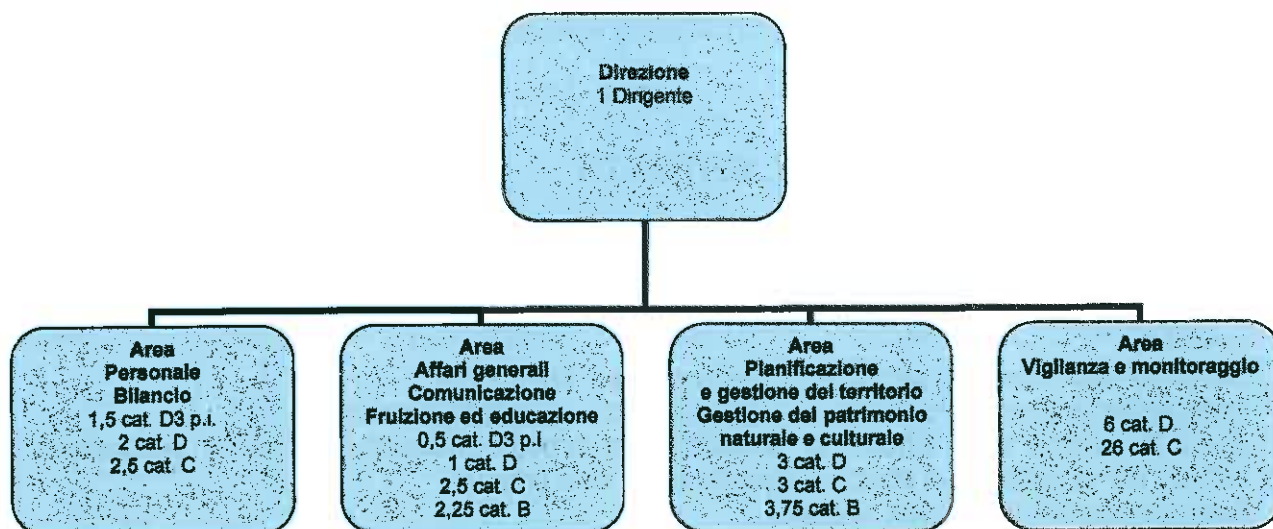 Direzione
1 Dirigente
Area
Personale
Bilancio
1,5 cat. D3 p.i.
2 cat. D
2,5 cat. C
Area
Affari generali
Comunicazione
Fruizione ed educazione
0,5 cat. D3 p.i
1 cat. D
2,5 cat. C
2,25 cat. B
Area
Pianificazione
e gestione del territorio
Gestione del patrimonio
naturale e culturale
3 cat. D
3 cat. C
3,75 cat. B
Area
Vigilanza e monitoraggio
6 cat. D
26 cat. C